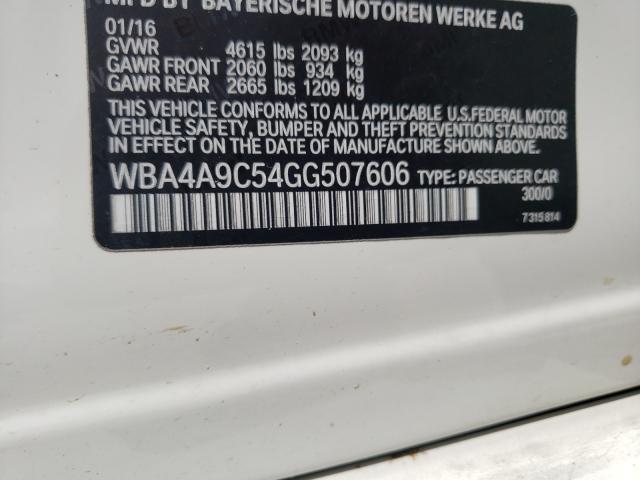 MFD BY BAYERISCHE MOTOREN WERKE AG
01/16
GVWR 4615 lbs 2093 kg
GAWR FRONT 2060 lbs 934 kg
GAWR REAR 2665 lbs 1209 kg
THIS VEHICLE CONFORMS TO ALL APPLICABLE U.S.FEDERAL MOTOR
VEHICLE SAFETY, BUMPER AND THEFT PREVENTION STANDARDS
IN EFFECT ON THE DATE OF MANUFACTURE SHOWN ABOVE.
WBA4A9C54GG507606 TYPE: PASSENGER CAR
300/0
7315814